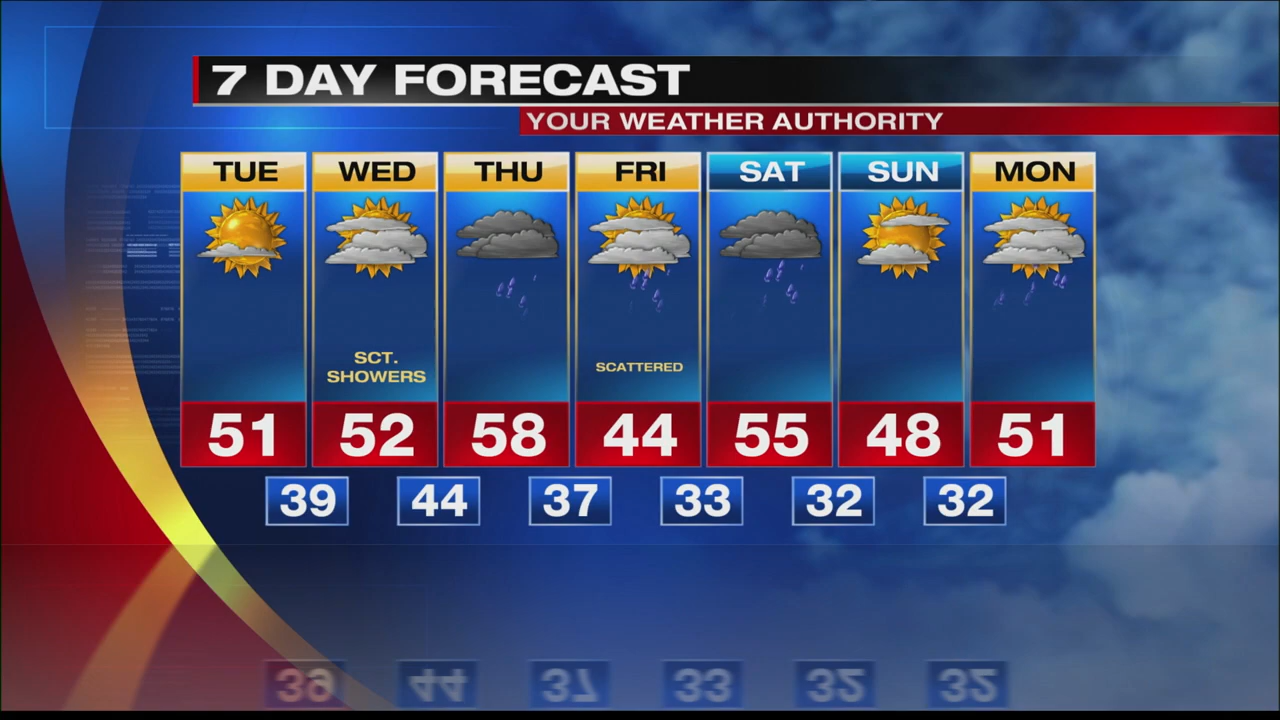 7 DAY FORECAST
YOUR WEATHER AUTHORITY
TUE WED THU FRI SAT SUN MON
SCT.
SHOWERS
SCATTERED
51 52 58 44 55 48 51
39 44 37 33 32 32